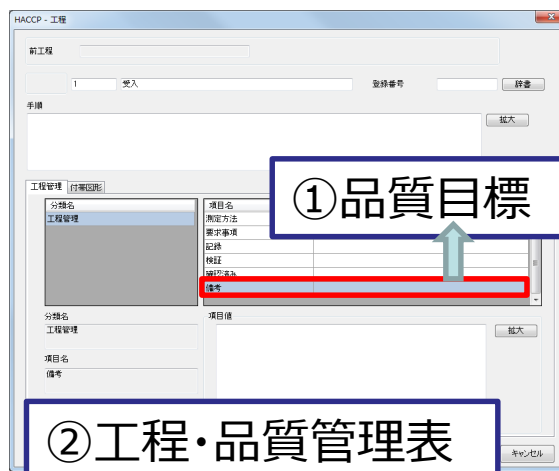 HACCP - 工程
前工程
1 受入 登録番号 辞書
手順
拡大
工程管理 付帯図形
分類名 項目名
工程管理 測定方法
要求事項
記録
検証
確認済み
備考
①品質目標
分類名 項目値
工程管理 拡大
項目名
備考
②工程・品質管理表
キャンセル